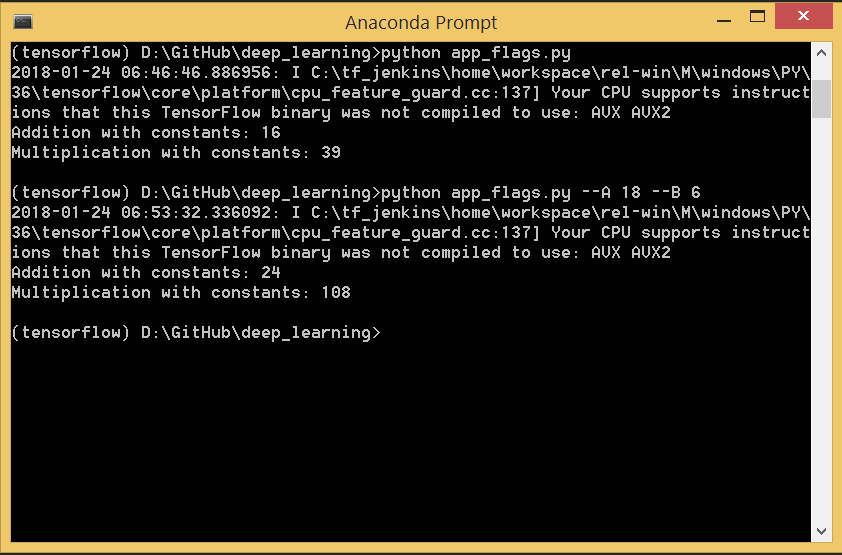 Anaconda Prompt
(tensorflow) D:\GitHub\deep_learning>python app_flags.py
2018-01-24 06:46:46.886956: I C:\tf_jenkins\home\workspace\rel-win\M\windows\PY\
36\tensorflow\core\platform\cpu_feature_guard.cc:137] Your CPU supports instruct
ions that this TensorFlow binary was not compiled to use: AVX AVX2
Addition with constants: 16
Multiplication with constants: 39
(tensorflow) D:\GitHub\deep_learning>python app_flags.py --A 18 --B 6
2018-01-24 06:53:32.336092: I C:\tf_jenkins\home\workspace\rel-win\M\windows\PY\
36\tensorflow\core\platform\cpu_feature_guard.cc:137] Your CPU supports instruct
ions that this TensorFlow binary was not compiled to use: AVX AVX2
Addition with constants: 24
Multiplication with constants: 108
(tensorflow) D:\GitHub\deep_learning>